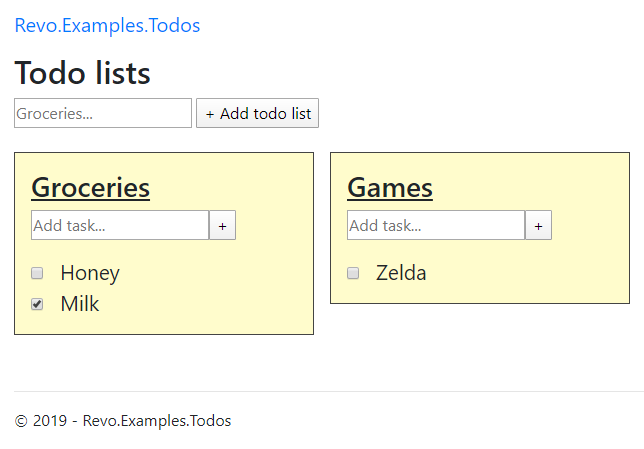 Revo.Examples.Todos
Todo lists
Groceries...
+ Add todo list
Groceries
Add task...
+
Honey
Milk
Games
Add task...
+
Zelda
© 2019 - Revo.Examples.Todos